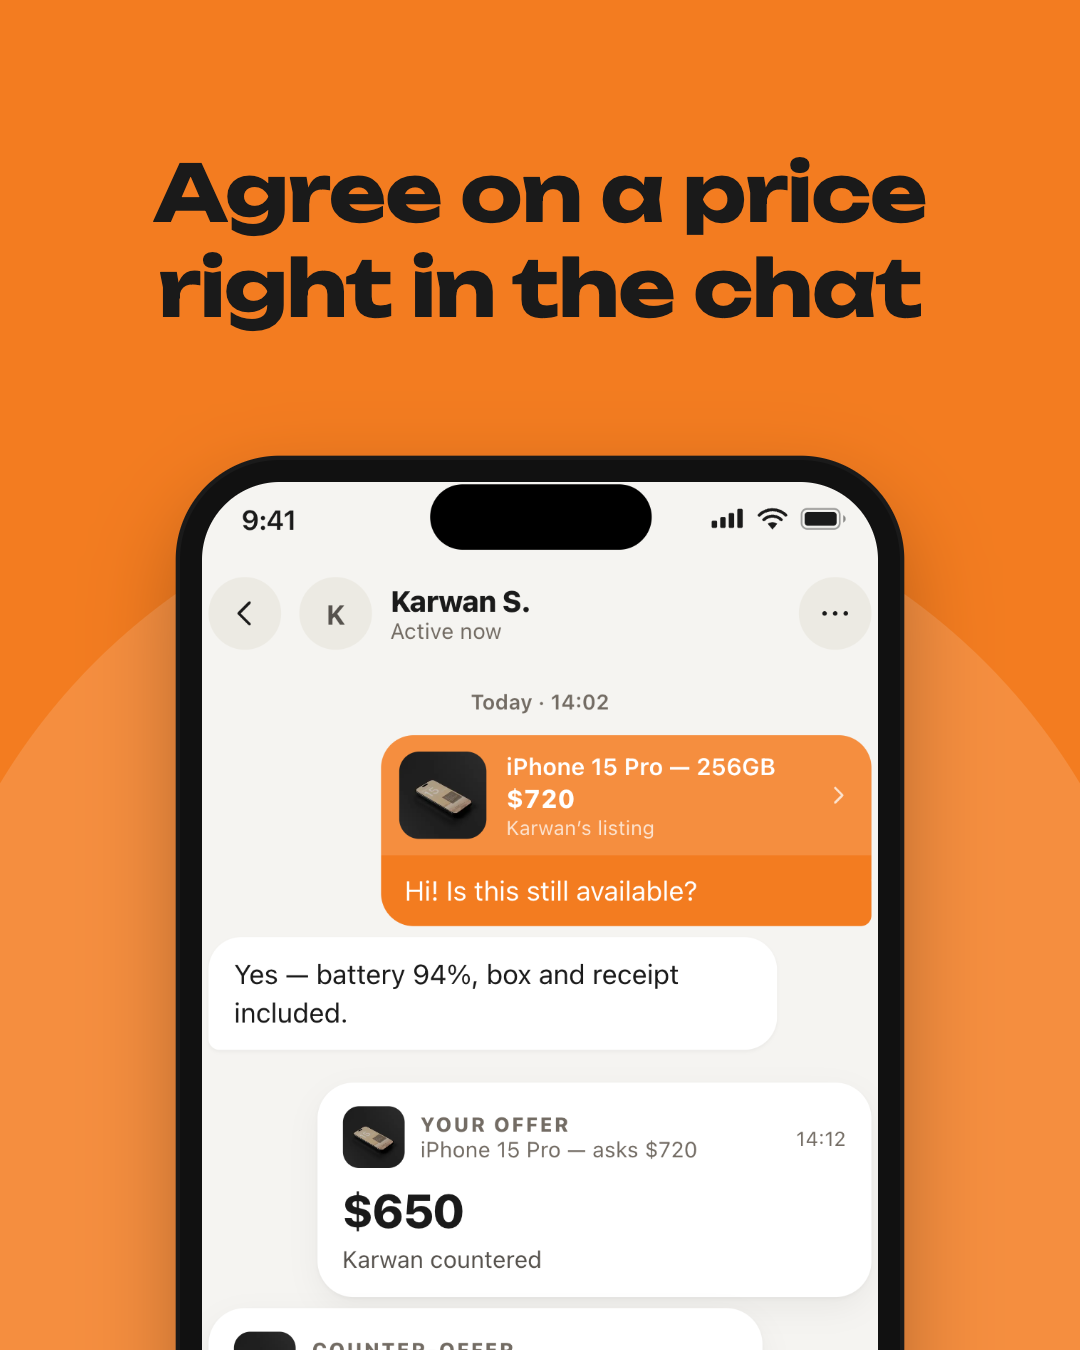 Agree on a price
right in the chat
9:41
K
Karwan S.
Active now
Today · 14:02
iPhone 15 Pro — 256GB
$720
Karwan's listing
Hi! Is this still available?
Yes — battery 94%, box and receipt
included.
YOUR OFFER
iPhone 15 Pro — asks $720
14:12
$650
Karwan countered
COUNTER-OFFER